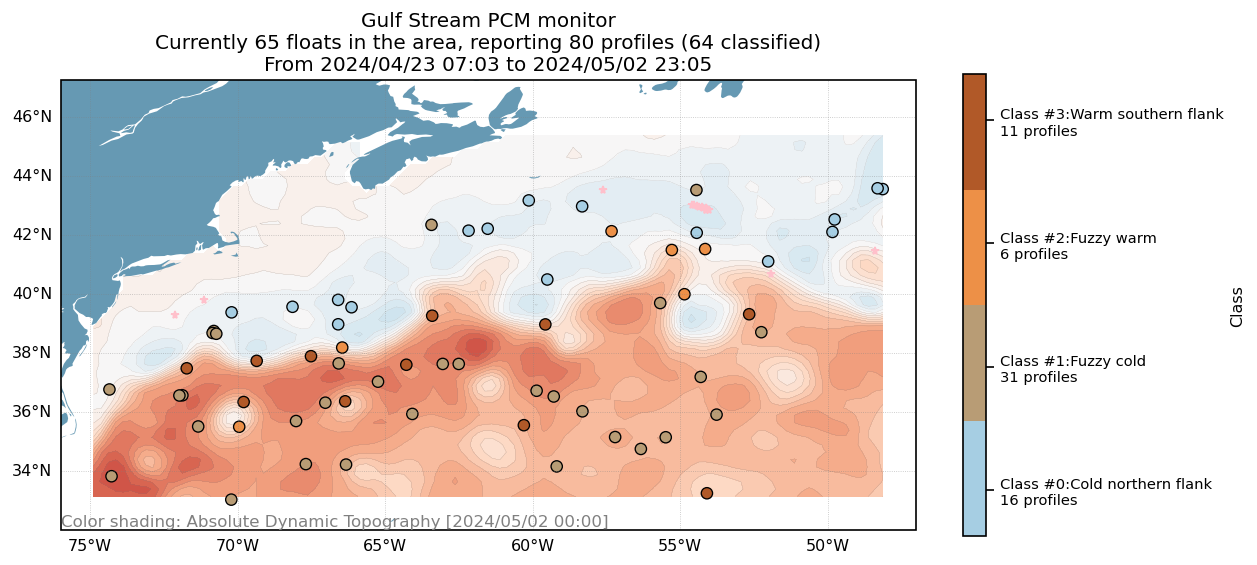 Gulf Stream PCM monitor
Currently 65 floats in the area, reporting 80 profiles (64 classified)
From 2024/04/23 07:03 to 2024/05/02 23:05
46°N
44°N
42°N
40°N
38°N
36°N
34°N
Color shading: Absolute Dynamic Topography [2024/05/02 00:00]
75°W
70°W
65°W
60°W
55°W
50°W
Class #3:Warm southern flank
11 profiles
Class #2:Fuzzy warm
6 profiles
Class #1:Fuzzy cold
31 profiles
Class #0:Cold northern flank
16 profiles
Class